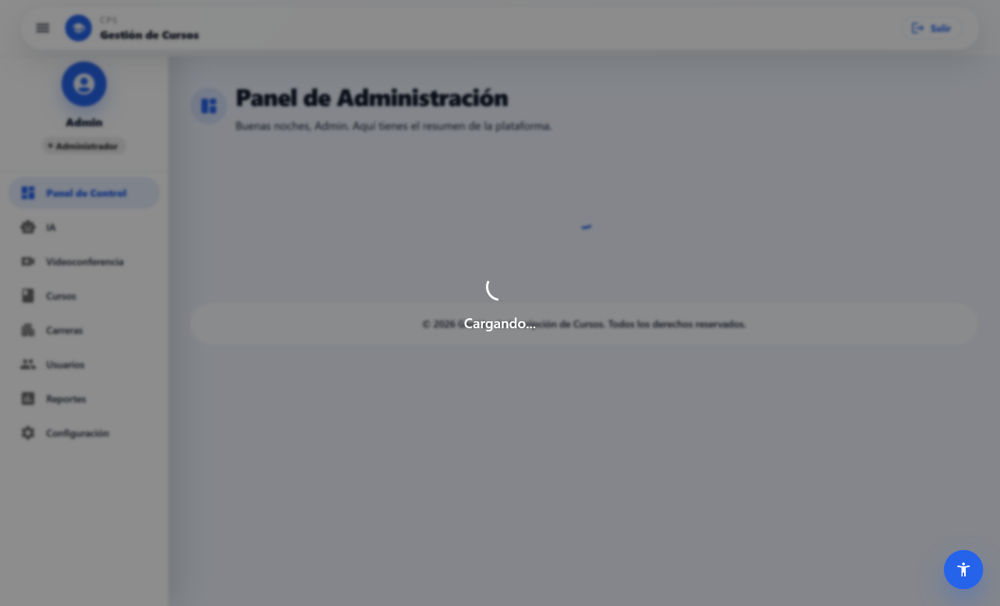 CPS
Gestión de Cursos
Salir
Admin
Administrador
Panel de Control
IA
Videoconferencia
Cursos
Carreras
Usuarios
Reportes
Configuración
Panel de Administración
Buenas noches, Admin. Aquí tienes el resumen de la plataforma.
Cargando...
© 2026 de Cursos. Todos los derechos reservados.